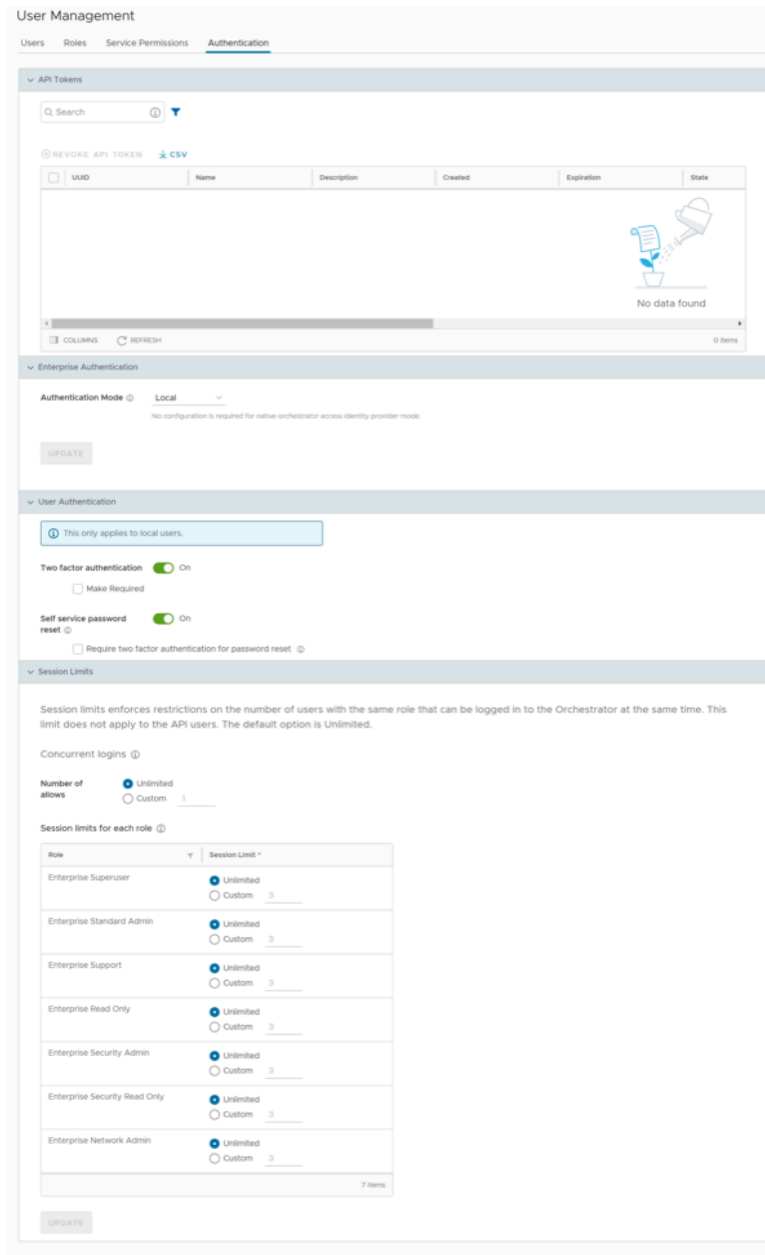 User Management
Users Roles Service Permissions Authentication
API Tokens
Search
REVOKE API TOKEN CSV
UUID Name Description Created Expiration State
No data found
COLUMNS REFRESH 0 items
Enterprise Authentication
Authentication Mode Local
No configuration is required for native orchestrator access identity provider mode.
UPDATE
User Authentication
This only applies to local users.
Two factor authentication On
Make Required
Self service password On
reset
Require two factor authentication for password reset
Session Limits
Session limits enforces restrictions on the number of users with the same role that can be logged in to the Orchestrator at the same time. This
limit does not apply to the API users. The default option is Unlimited.
Concurrent logins
Number of Unlimited
allows Custom 1
Session limits for each role
Role Session Limit *
Enterprise Superuser Unlimited
Custom 3
Enterprise Standard Admin Unlimited
Custom 3
Enterprise Support Unlimited
Custom 3
Enterprise Read Only Unlimited
Custom 3
Enterprise Security Admin Unlimited
Custom 3
Enterprise Security Read Only Unlimited
Custom 3
Enterprise Network Admin Unlimited
Custom 3
7 items
UPDATE